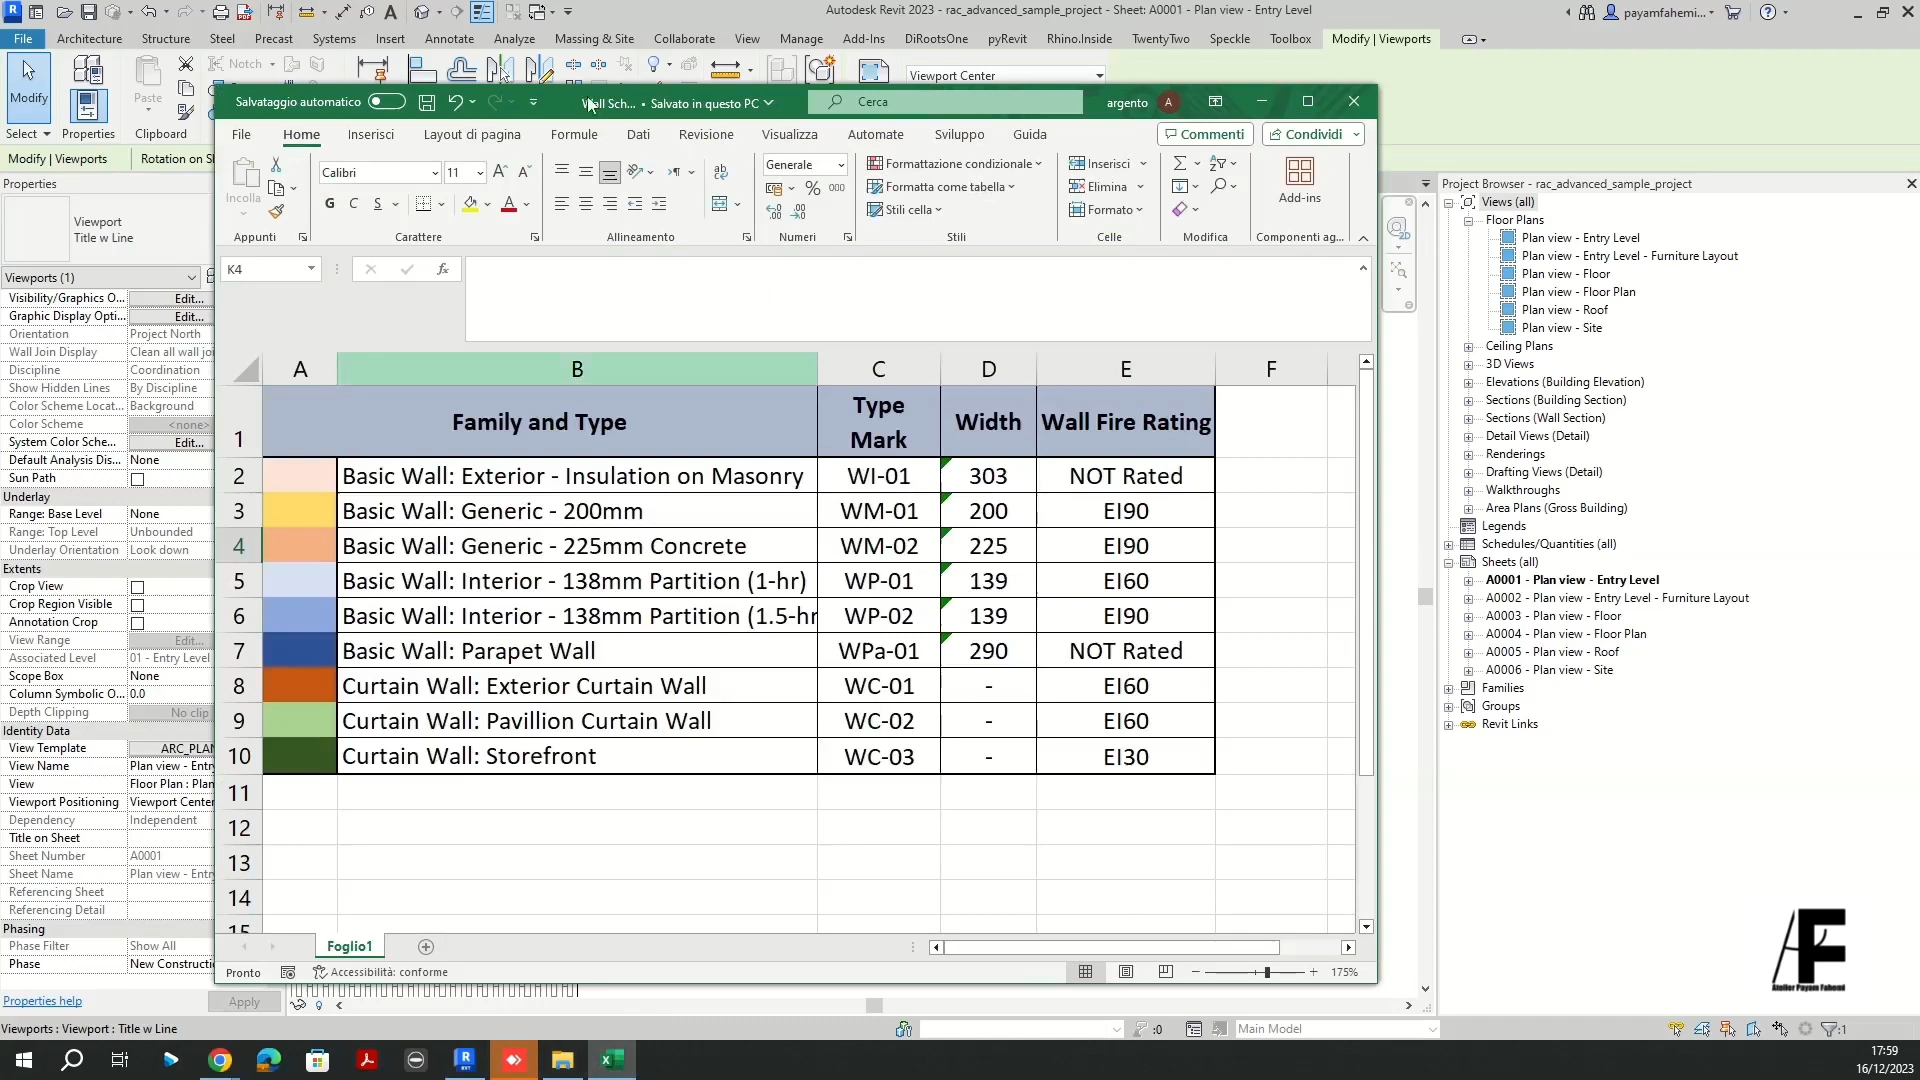 Autodesk Revit 2023 - rac_advanced_sample_project - Sheet: A0001 - Plan view - Entry Level
payamfahemi...
File Architecture Structure Steel Precast Systems Insert Annotate Analyze Massing & Site Collaborate View Manage Add-Ins DiRootsOne pyRevit Rhino.Inside TwentyTwo Speckle Toolbox Modify | Viewports
Notch
Viewport Center
Modify
Paste
Select
Properties
Clipboard
Modify | Viewports
Rotation on Sh
Salvataggio automatico
Wall Sch... • Salvato in questo PC
Cerca
argento
A
File Home Inserisci Layout di pagina Formule Dati Revisione Visualizza Automate Sviluppo Guida
Commenti
Condividi
Incolla
Calibri
11
G C S
Generale
% 000
Formattazione condizionale
Formatta come tabella
Stili cella
Inserisci
Elimina
Formato
Add-ins
Appunti Carattere Allineamento Numeri Stili Celle Modifica Componenti ag...
K4
fx
A B C D E F
1 Family and Type Type Mark Width Wall Fire Rating
2 Basic Wall: Exterior - Insulation on Masonry WI-01 303 NOT Rated
3 Basic Wall: Generic - 200mm WM-01 200 EI90
4 Basic Wall: Generic - 225mm Concrete WM-02 225 EI90
5 Basic Wall: Interior - 138mm Partition (1-hr) WP-01 139 EI60
6 Basic Wall: Interior - 138mm Partition (1.5-hr WP-02 139 EI90
7 Basic Wall: Parapet Wall WPa-01 290 NOT Rated
8 Curtain Wall: Exterior Curtain Wall WC-01 - EI60
9 Curtain Wall: Pavillion Curtain Wall WC-02 - EI60
10 Curtain Wall: Storefront WC-03 - EI30
11
12
13
14
15
Foglio1
Pronto
Accessibilità: conforme
175%
Properties
Viewport
Title w Line
Viewports (1)
Visibility/Graphics O... Edit...
Graphic Display Opti... Edit...
Orientation Project North
Wall Join Display Clean all wall joi
Discipline Coordination
Show Hidden Lines By Discipline
Color Scheme Locat... Background
Color Scheme <none>
System Color Sche... Edit...
Default Analysis Dis... None
Sun Path
Underlay
Range: Base Level None
Range: Top Level Unbounded
Underlay Orientation Look down
Extents
Crop View
Crop Region Visible
Annotation Crop
View Range Edit...
Associated Level 01 - Entry Level
Scope Box None
Column Symbolic O... 0.0
Depth Clipping No clip
Identity Data
View Template ARC_PLAN
View Name Plan view - Entry
View Floor Plan : Plan
Viewport Positioning Viewport Center
Dependency Independent
Title on Sheet
Sheet Number A0001
Sheet Name Plan view - Entry
Referencing Sheet
Referencing Detail
Phasing
Phase Filter Show All
Phase New Constructi
Properties help
Apply
Viewports : Viewport : Title w Line
:0
Main Model
:1
Project Browser - rac_advanced_sample_project
Views (all)
Floor Plans
Plan view - Entry Level
Plan view - Entry Level - Furniture Layout
Plan view - Floor
Plan view - Floor Plan
Plan view - Roof
Plan view - Site
Ceiling Plans
3D Views
Elevations (Building Elevation)
Sections (Building Section)
Sections (Wall Section)
Detail Views (Detail)
Renderings
Drafting Views (Detail)
Walkthroughs
Area Plans (Gross Building)
Legends
Schedules/Quantities (all)
Sheets (all)
A0001 - Plan view - Entry Level
A0002 - Plan view - Entry Level - Furniture Layout
A0003 - Plan view - Floor
A0004 - Plan view - Floor Plan
A0005 - Plan view - Roof
A0006 - Plan view - Site
Families
Groups
Revit Links
AF
Atelier Payam Fahemi
17:59
16/12/2023